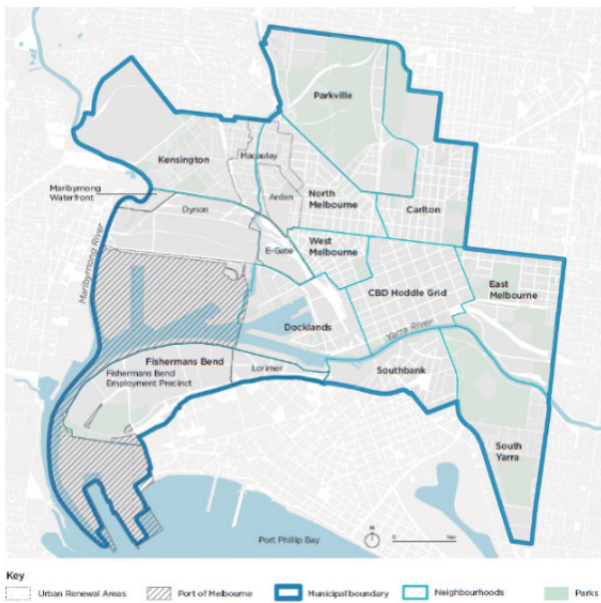 Parkville
Kensington
Macaulay
Maribyrnong
Waterfront
Arden
North
Melbourne
Carlton
Dynon
Maribyrnong River
E-Gate
West
Melbourne
CBD Hoddle Grid
East
Melbourne
Docklands
Yarra River
Fishermans Bend
Fishermans Bend
Employment Precinct
Lorimer
Southbank
South
Yarra
Port Phillip Bay
N
0 1km
Key
Urban Renewal Areas Port of Melbourne Municipal boundary Neighbourhoods Parks